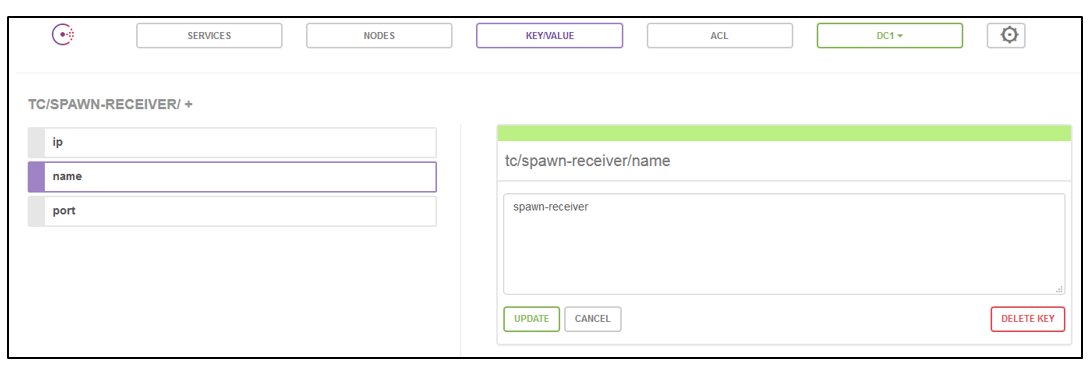 SERVICES NODES KEY/VALUE ACL DC1
TC/SPAWN-RECEIVER/ +
ip
name
port
tc/spawn-receiver/name
spawn-receiver
UPDATE CANCEL DELETE KEY